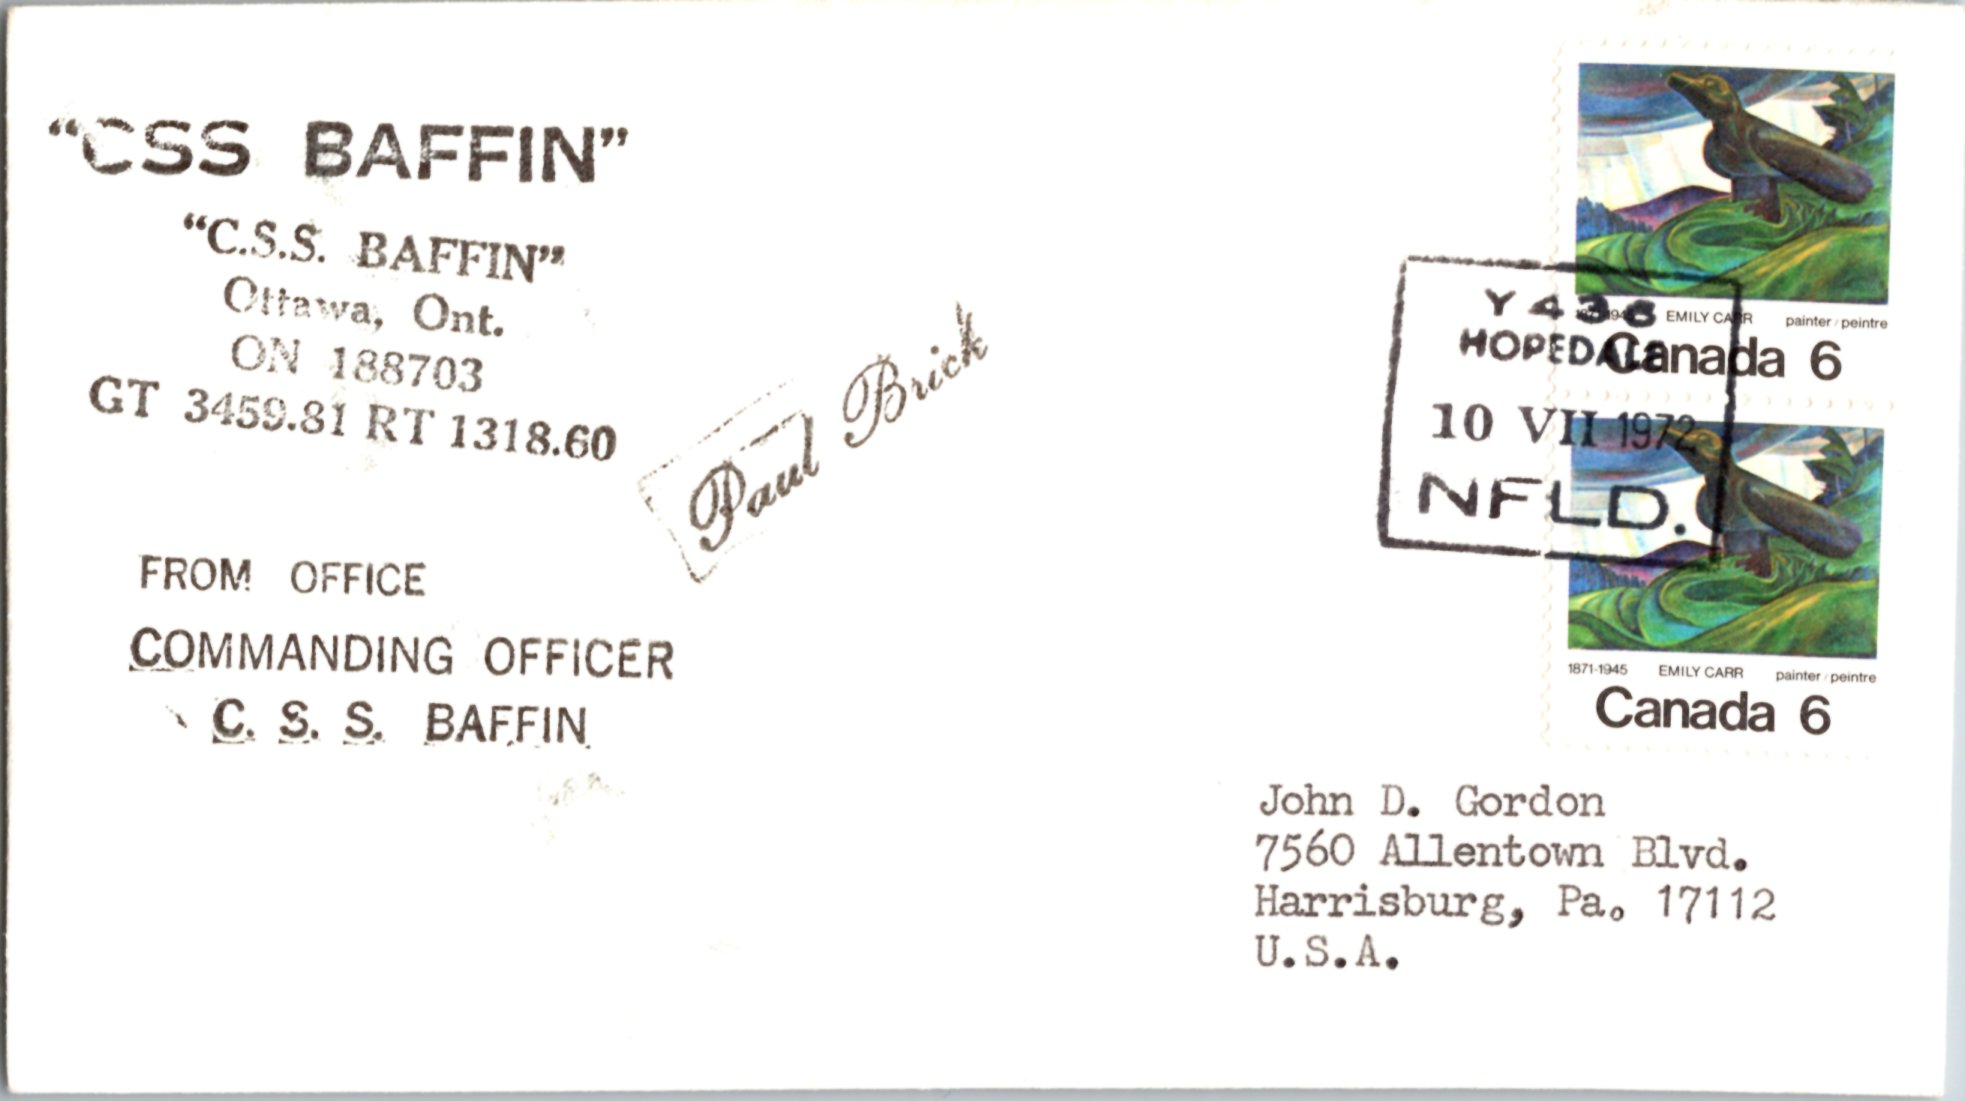 "CSS BAFFIN"
"C.S.S. BAFFIN"
Ottawa, Ont.
ON 188703
GT 3459.81 RT 1318.60
Paul Brick
FROM OFFICE
COMMANDING OFFICER
C. S. S. BAFFIN
EMILY CARR painter / peintre
Canada 6
Y 436
HOPEDALE
10 VII 1972
NFLD.
1871-1945 EMILY CARR painter / peintre
Canada 6
John D. Gordon
7560 Allentown Blvd.
Harrisburg, Pa. 17112
U.S.A.